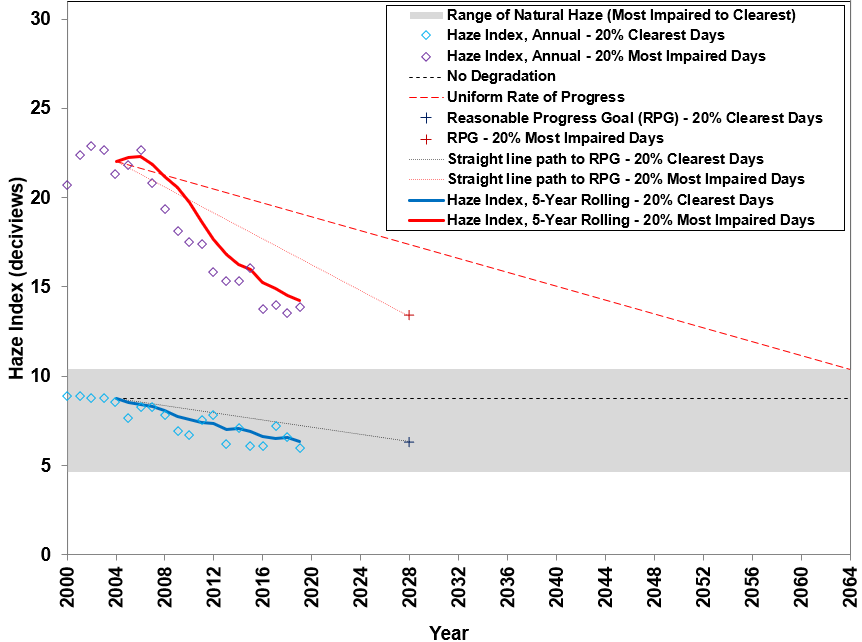 30
25
20
15
10
5
0
Haze Index (deciviews)
Range of Natural Haze (Most Impaired to Clearest)
Haze Index, Annual - 20% Clearest Days
Haze Index, Annual - 20% Most Impaired Days
No Degradation
Uniform Rate of Progress
Reasonable Progress Goal (RPG) - 20% Clearest Days
RPG - 20% Most Impaired Days
Straight line path to RPG - 20% Clearest Days
Straight line path to RPG - 20% Most Impaired Days
Haze Index, 5-Year Rolling - 20% Clearest Days
Haze Index, 5-Year Rolling - 20% Most Impaired Days
2000 2004 2008 2012 2016 2020 2024 2028 2032 2036 2040 2044 2048 2052 2056 2060 2064
Year